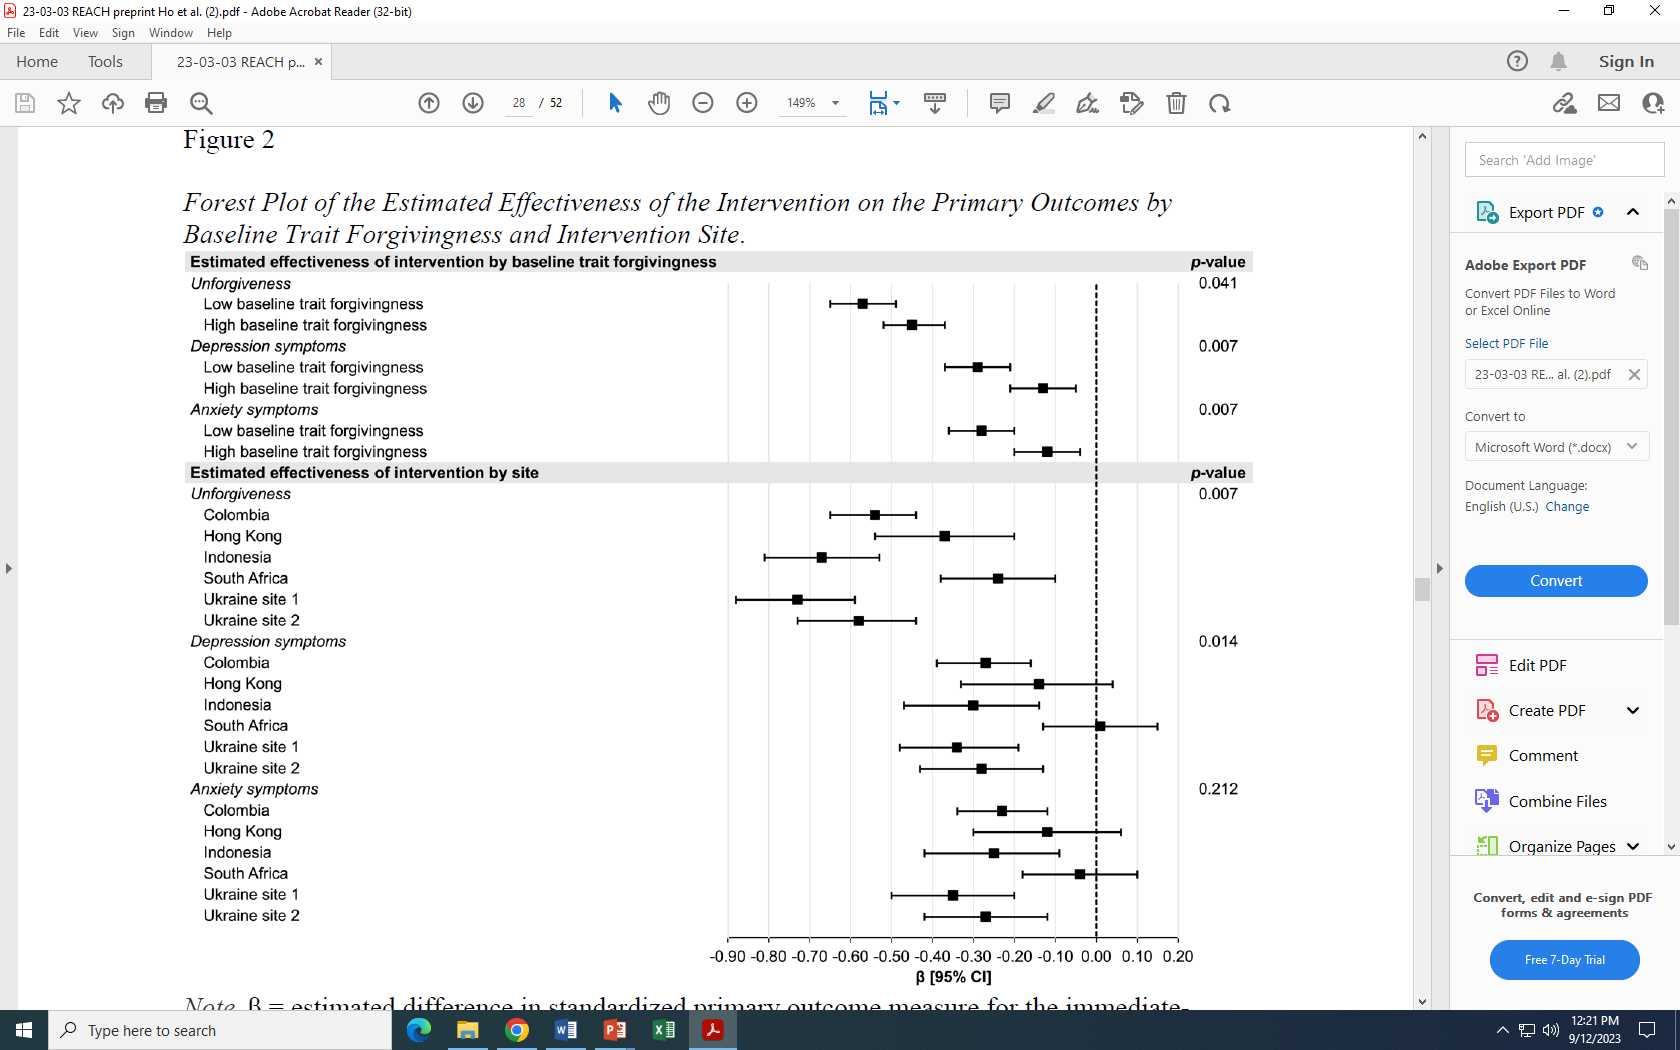 23-03-03 REACH preprint Ho et al. (2).pdf - Adobe Acrobat Reader (32-bit)
File Edit View Sign Window Help
Home Tools 23-03-03 REACH p... × Sign In
28 / 52 149%
Figure 2
Forest Plot of the Estimated Effectiveness of the Intervention on the Primary Outcomes by
Baseline Trait Forgivingness and Intervention Site.
Estimated effectiveness of intervention by baseline trait forgivingness p-value
Unforgiveness 0.041
Low baseline trait forgivingness
High baseline trait forgivingness
Depression symptoms 0.007
Low baseline trait forgivingness
High baseline trait forgivingness
Anxiety symptoms 0.007
Low baseline trait forgivingness
High baseline trait forgivingness
Estimated effectiveness of intervention by site p-value
Unforgiveness 0.007
Colombia
Hong Kong
Indonesia
South Africa
Ukraine site 1
Ukraine site 2
Depression symptoms 0.014
Colombia
Hong Kong
Indonesia
South Africa
Ukraine site 1
Ukraine site 2
Anxiety symptoms 0.212
Colombia
Hong Kong
Indonesia
South Africa
Ukraine site 1
Ukraine site 2
-0.90 -0.80 -0.70 -0.60 -0.50 -0.40 -0.30 -0.20 -0.10 0.00 0.10 0.20
β [95% CI]
Note. β = estimated difference in standardized primary outcome measure for the immediate-
Search 'Add Image'
Export PDF
Adobe Export PDF
Convert PDF Files to Word
or Excel Online
Select PDF File
23-03-03 RE... al. (2).pdf
Convert to
Microsoft Word (*.docx)
Document Language:
English (U.S.) Change
Convert
Edit PDF
Create PDF
Comment
Combine Files
Organize Pages
Convert, edit and e-sign PDF
forms & agreements
Free 7-Day Trial
Type here to search
12:21 PM
9/12/2023